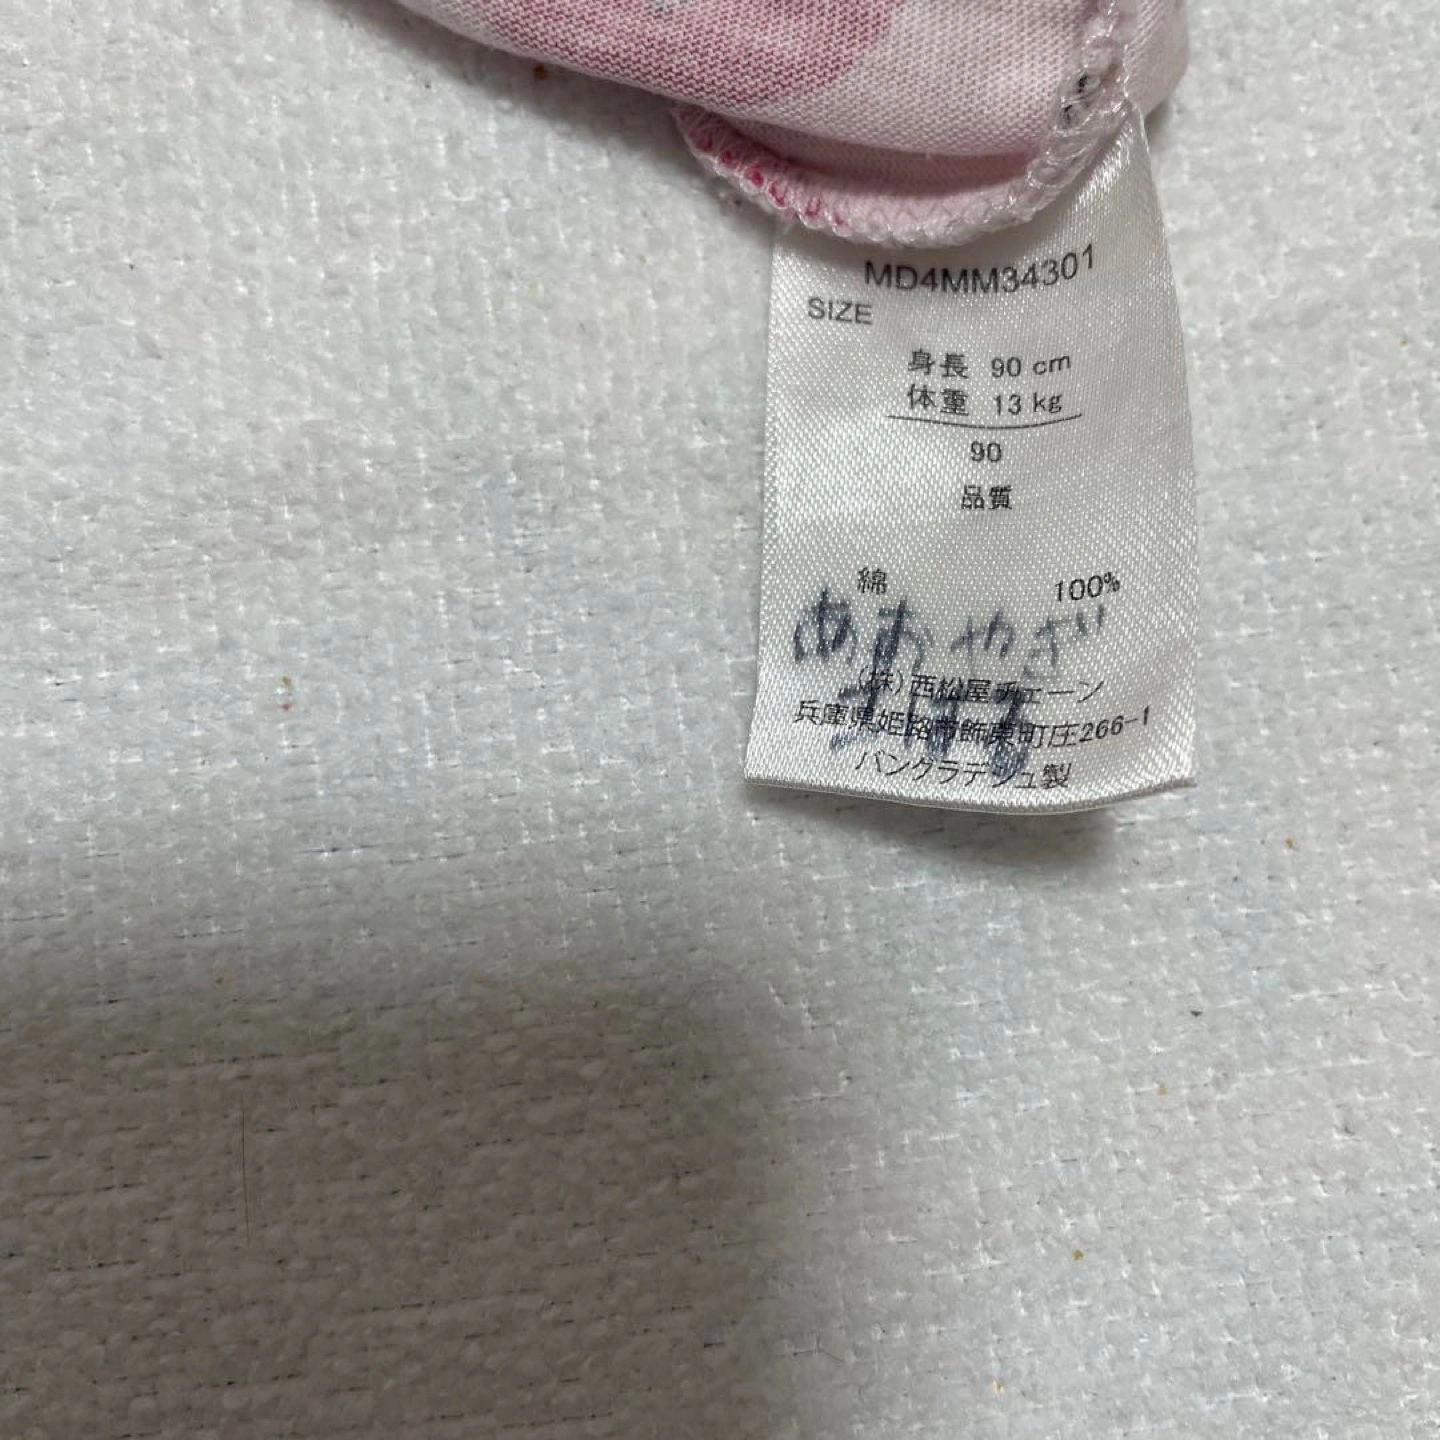 MD4MM34301
SIZE
身長 90 cm
体重 13 kg
90
品質
綿 100%
(株)西松屋チェーン
兵庫県姫路市飾東町庄266-1
バングラデシュ製